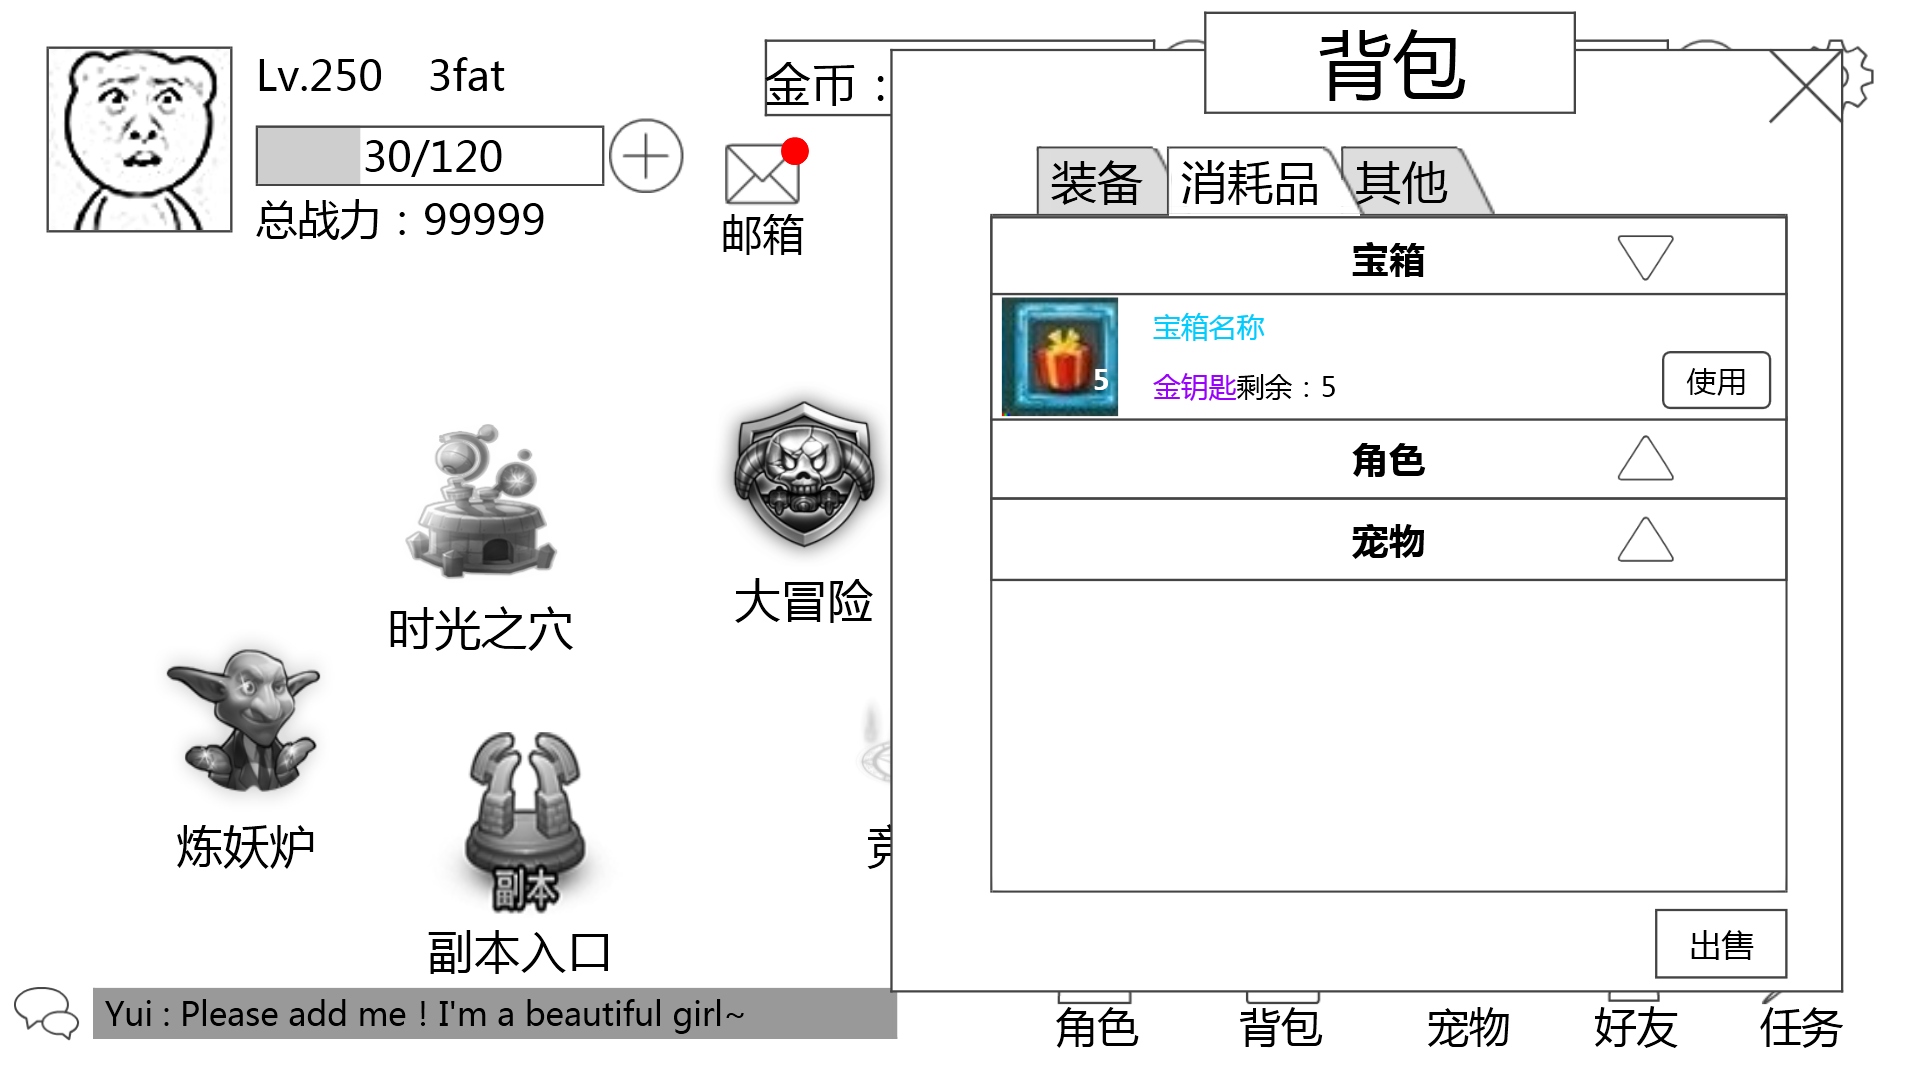 Lv.250 3fat
30/120
总战力：99999
邮箱
金币：
背包
装备 消耗品 其他
宝箱
宝箱名称
5
金钥匙剩余：5
使用
角色
宠物
时光之穴
大冒险
炼妖炉
副本
副本入口
出售
Yui : Please add me ! I'm a beautiful girl~
角色 背包 宠物 好友 任务